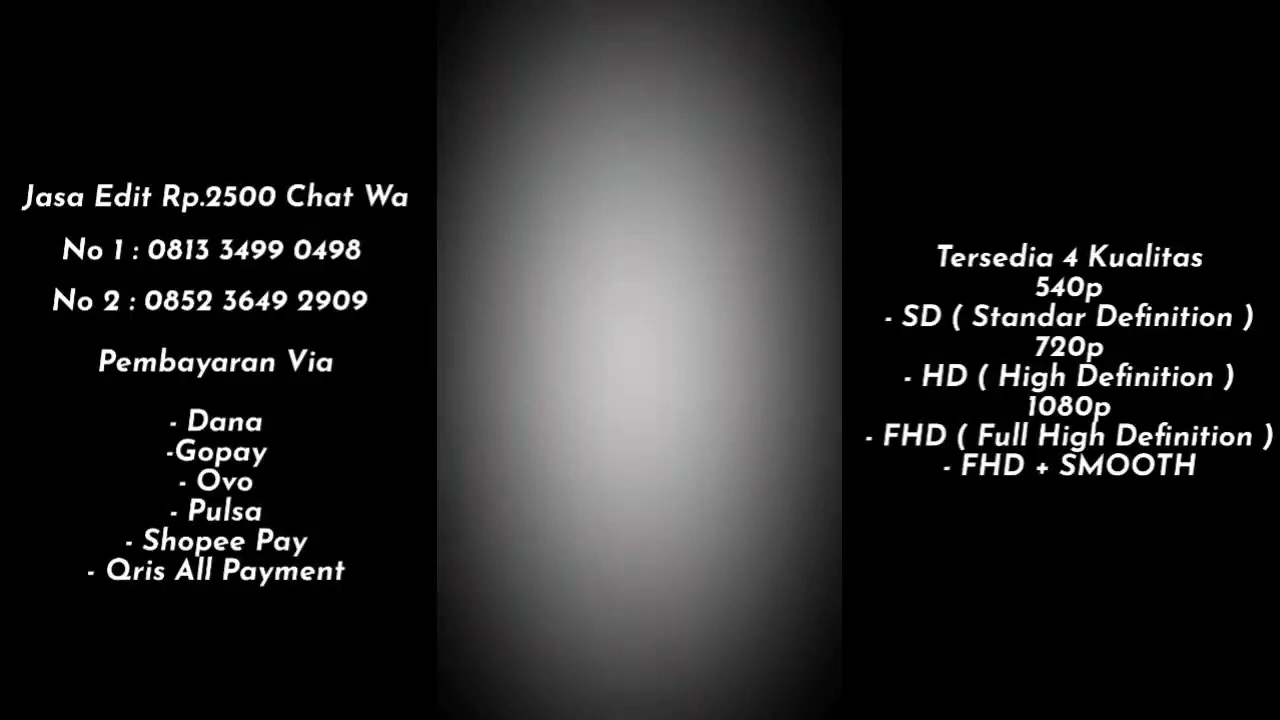 Jasa Edit Rp.2500 Chat Wa
No 1 : 0813 3499 0498
No 2 : 0852 3649 2909
Pembayaran Via
- Dana
-Gopay
- Ovo
- Pulsa
- Shopee Pay
- Qris All Payment
Tersedia 4 Kualitas
540p
- SD ( Standar Definition )
720p
- HD ( High Definition )
1080p
- FHD ( Full High Definition )
- FHD + SMOOTH